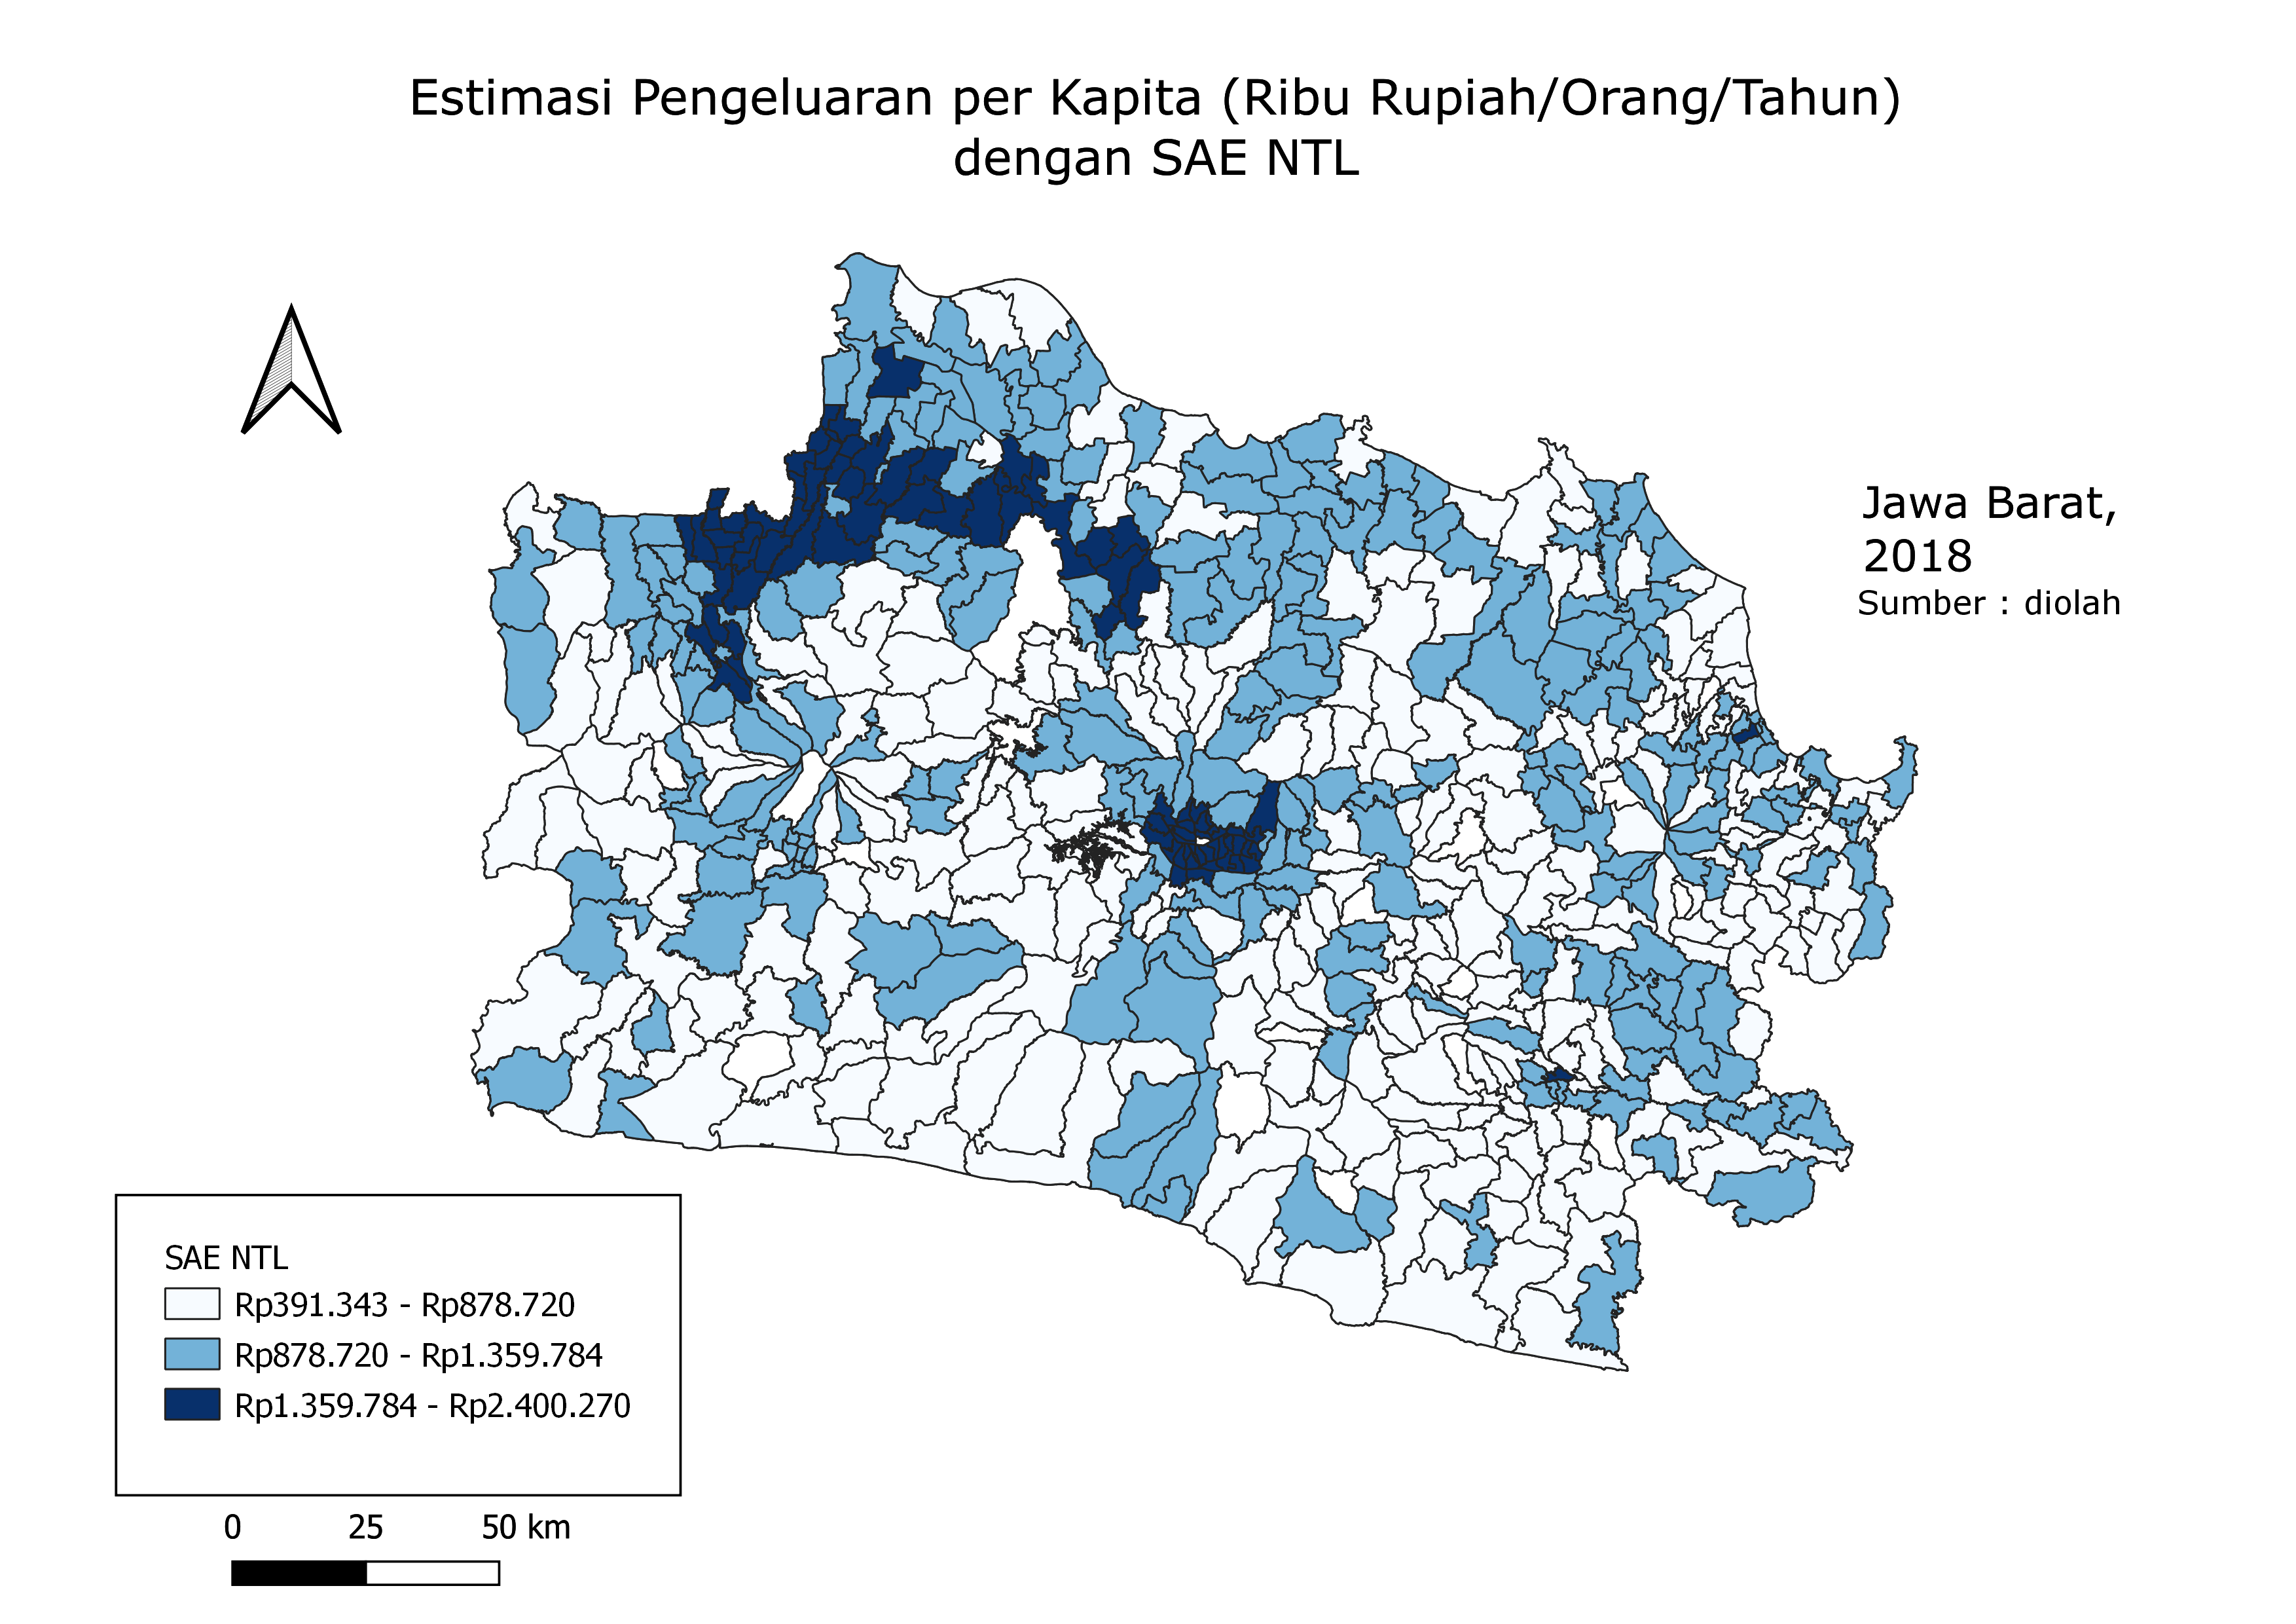 Estimasi Pengeluaran per Kapita (Ribu Rupiah/Orang/Tahun)
dengan SAE NTL
Jawa Barat,
2018
Sumber : diolah
SAE NTL
Rp391.343 - Rp878.720
Rp878.720 - Rp1.359.784
Rp1.359.784 - Rp2.400.270
0 25 50 km